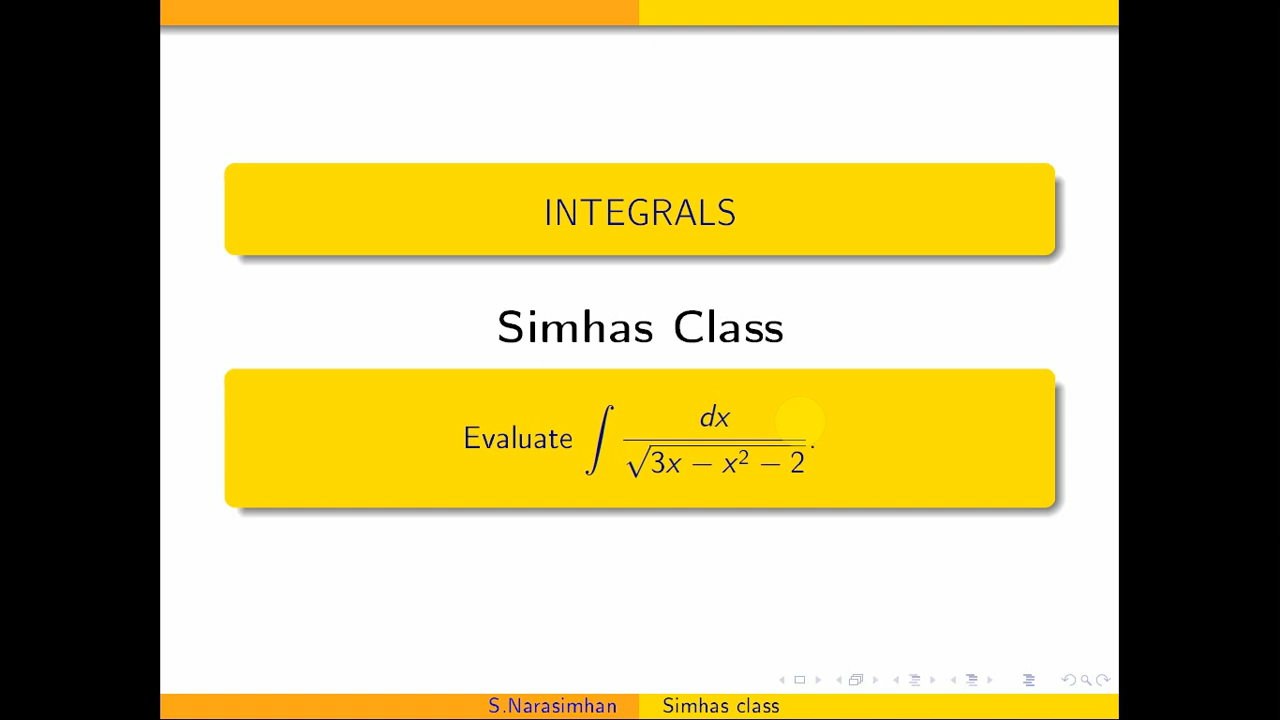 INTEGRALS
Simhas Class
Evaluate ∫ dx / √(3x − x² − 2).
S.Narasimhan Simhas class